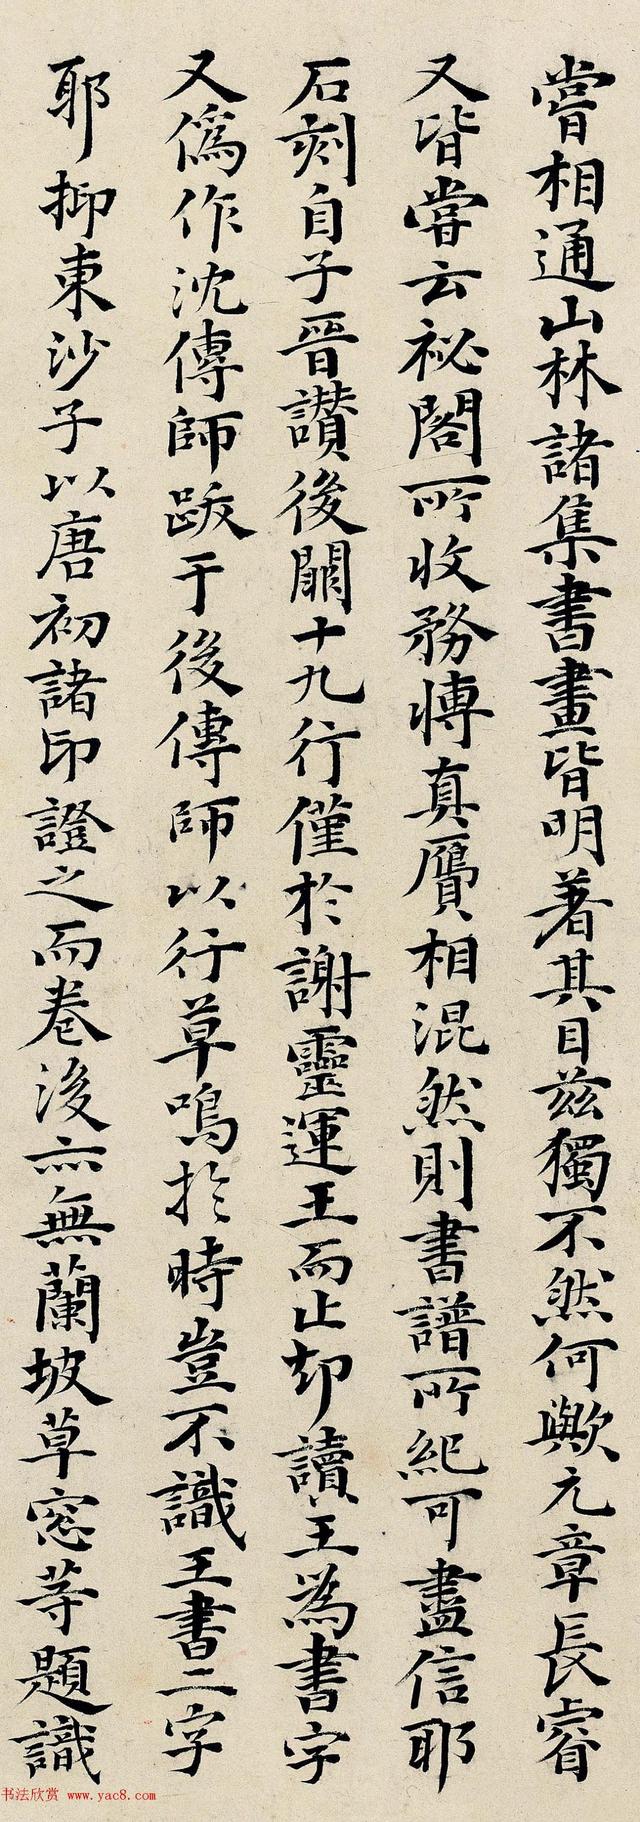 嘗相通山林諸集書畫皆明著其目茲獨不然何歟元章長睿
又皆嘗云祕閣所收務博真贗相混然則書譜所紀可盡信耶
石刻自子晉讚後闕十九行僅於謝靈運王而止却讀王為書字
又偽作沈傳師跋于後傳師以行草鳴於時豈不識王書二字
耶抑東沙子以唐初諸印證之而卷後亦無蘭坡草窓等題識
书法欣赏 www.yac8.com